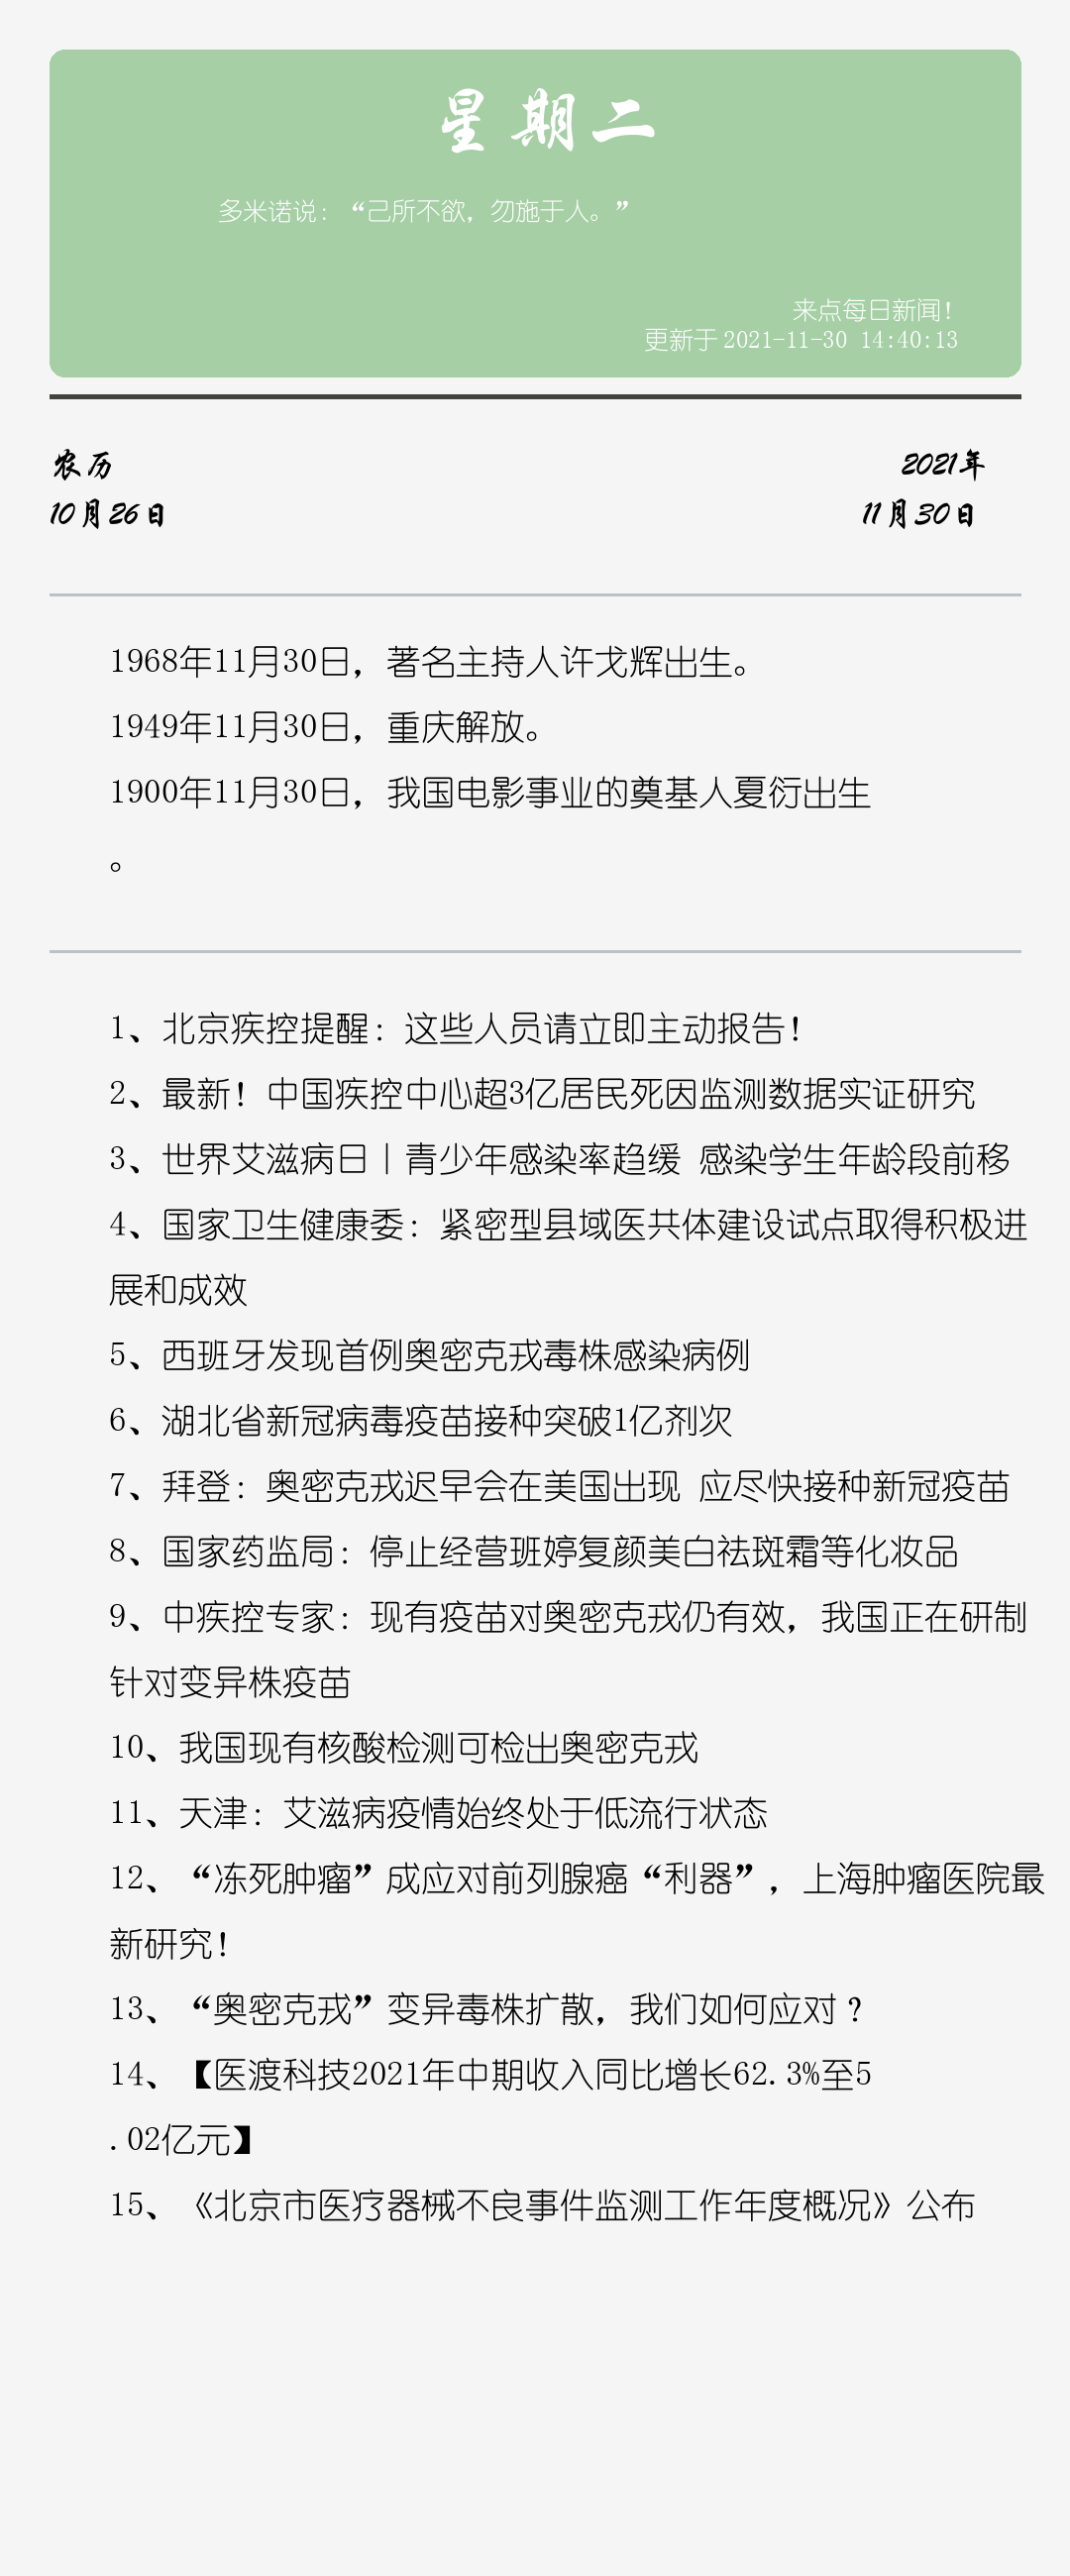 星期二
多米诺说：“己所不欲，勿施于人。”
来点每日新闻！
更新于2021-11-30 14:40:13
农历
10月26日
2021年
11月30日
1968年11月30日，著名主持人许戈辉出生。
1949年11月30日，重庆解放。
1900年11月30日，我国电影事业的奠基人夏衍出生
。
1、北京疾控提醒：这些人员请立即主动报告！
2、最新！中国疾控中心超3亿居民死因监测数据实证研究
3、世界艾滋病日丨青少年感染率趋缓 感染学生年龄段前移
4、国家卫生健康委：紧密型县域医共体建设试点取得积极进
展和成效
5、西班牙发现首例奥密克戎毒株感染病例
6、湖北省新冠病毒疫苗接种突破1亿剂次
7、拜登：奥密克戎迟早会在美国出现 应尽快接种新冠疫苗
8、国家药监局：停止经营班婷复颜美白祛斑霜等化妆品
9、中疾控专家：现有疫苗对奥密克戎仍有效，我国正在研制
针对变异株疫苗
10、我国现有核酸检测可检出奥密克戎
11、天津：艾滋病疫情始终处于低流行状态
12、“冻死肿瘤”成应对前列腺癌“利器”，上海肿瘤医院最
新研究！
13、“奥密克戎”变异毒株扩散，我们如何应对？
14、【医渡科技2021年中期收入同比增长62.3%至5
.02亿元】
15、《北京市医疗器械不良事件监测工作年度概况》公布